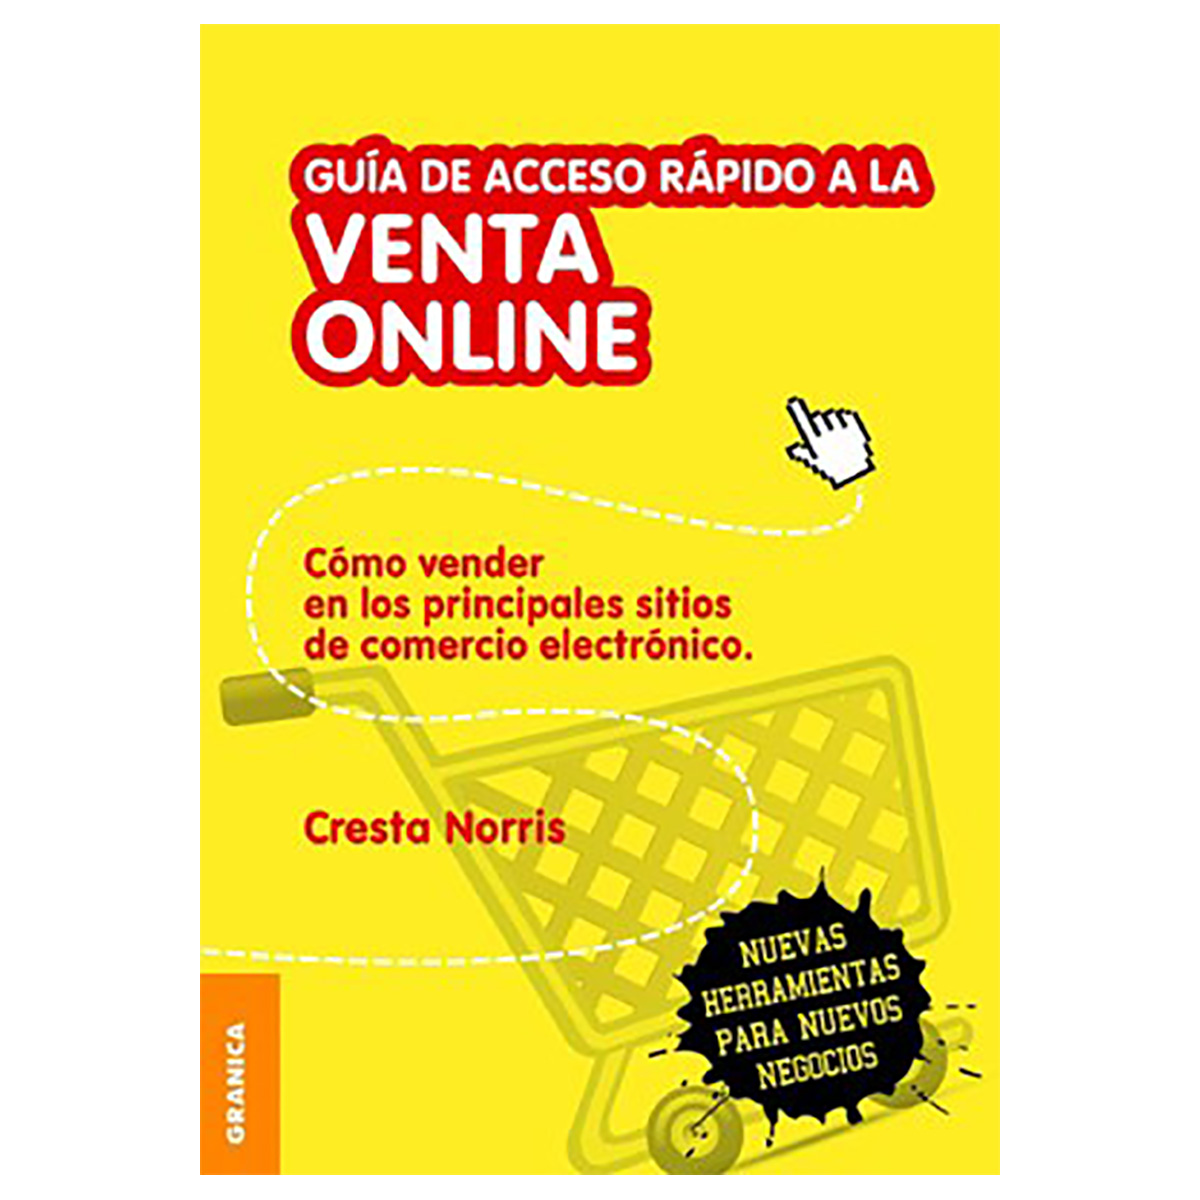 GUÍA DE ACCESO RÁPIDO A LA
VENTA
ONLINE
Cómo vender
en los principales sitios
de comercio electrónico.
Cresta Norris
NUEVAS
HERRAMIENTAS
PARA NUEVOS
NEGOCIOS
GRANICA